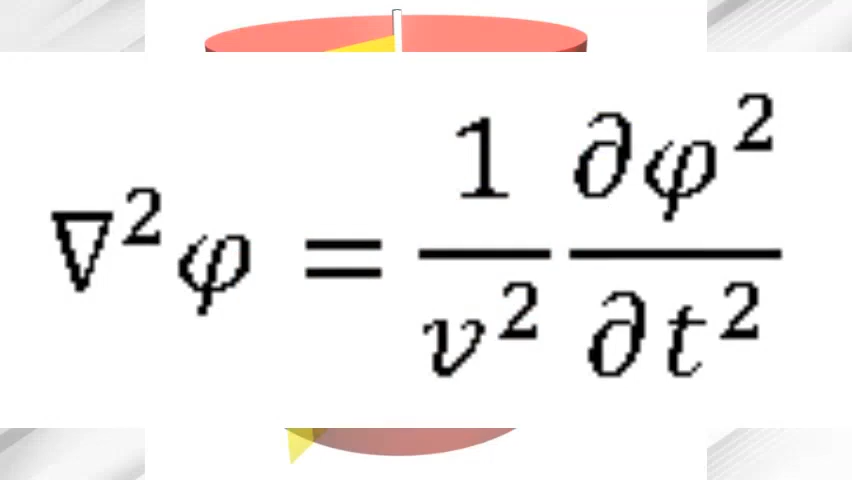 ∇²φ = 1/v² ∂φ²/∂t²